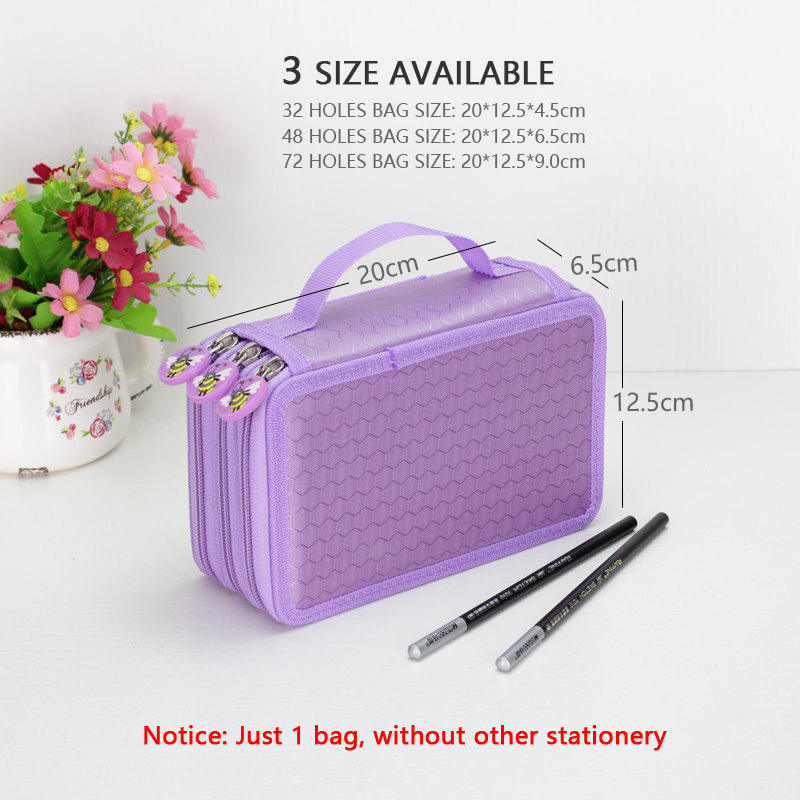 3 SIZE AVAILABLE
32 HOLES BAG SIZE: 20*12.5*4.5cm
48 HOLES BAG SIZE: 20*12.5*6.5cm
72 HOLES BAG SIZE: 20*12.5*9.0cm
20cm
6.5cm
12.5cm
Friendship
Notice: Just 1 bag, without other stationery